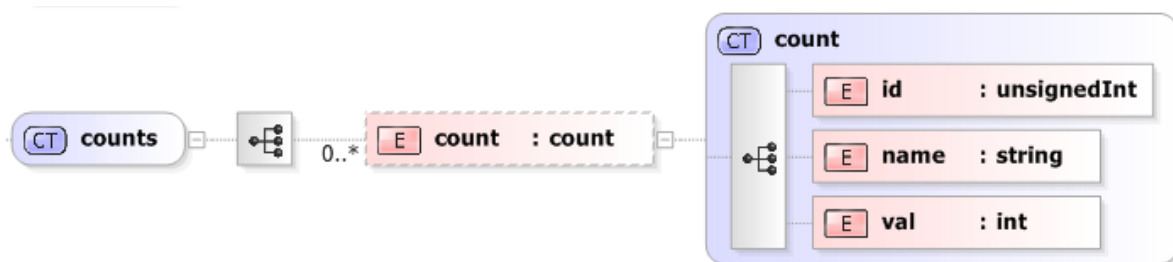 CT count
E id : unsignedInt
CT counts
0..*
E count : count
E name : string
E val : int